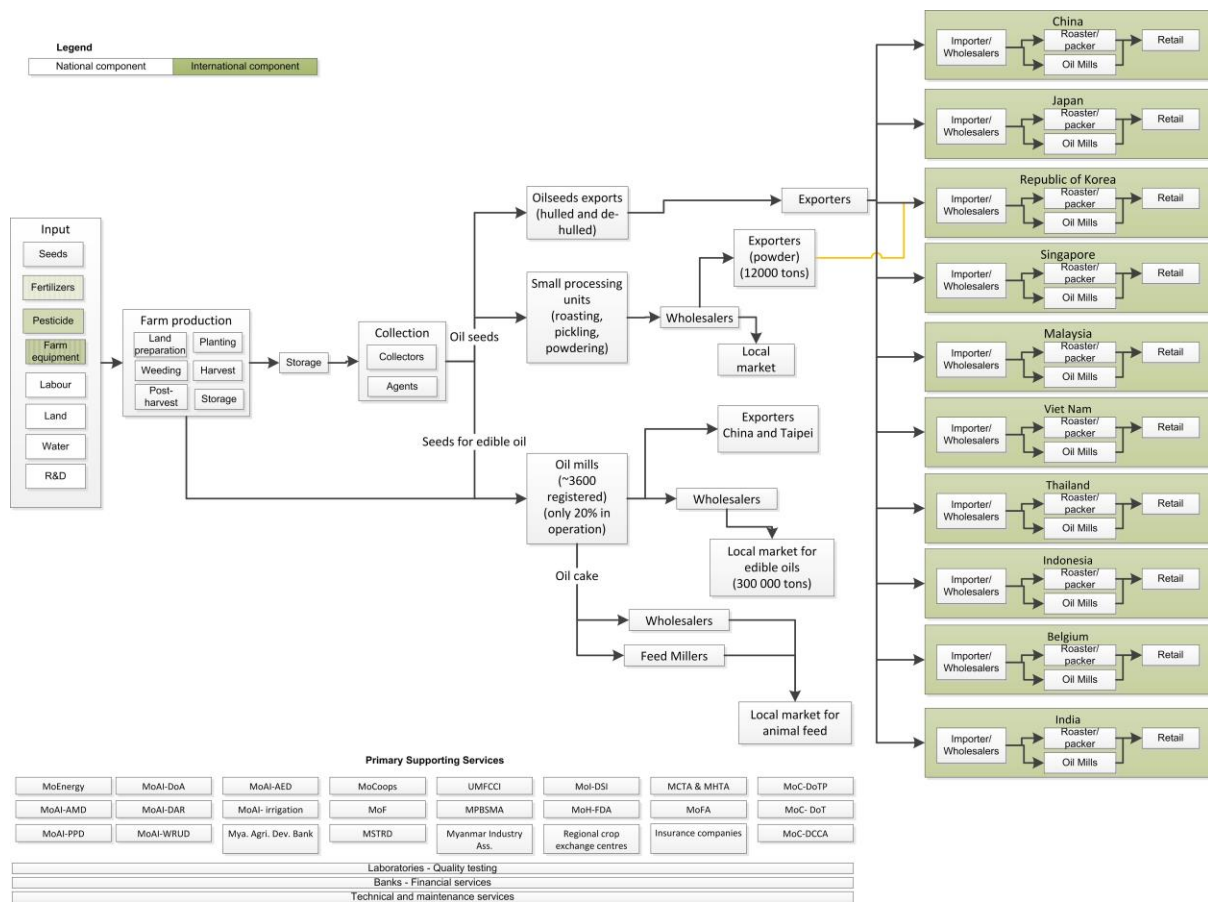 Legend
National component
International component
Input
Seeds
Fertilizers
Pesticide
Farm
equipment
Labour
Land
Water
R&D
Farm production
Land
preparation
Planting
Weeding
Harvest
Post-
harvest
Storage
Storage
Collection
Collectors
Agents
Oil seeds
Seeds for edible oil
Oilseeds exports
(hulled and de-
hulled)
Exporters
Small processing
units
(roasting,
pickling,
powdering)
Wholesalers
Exporters
(powder)
(12000 tons)
Local
market
Oil mills
(~3600
registered)
(only 20% in
operation)
Exporters
China and Taipei
Wholesalers
Local market for
edible oils
(300 000 tons)
Oil cake
Wholesalers
Feed Millers
Local market for
animal feed
China
Importer/
Wholesalers
Roaster/
packer
Oil Mills
Retail
Japan
Importer/
Wholesalers
Roaster/
packer
Oil Mills
Retail
Republic of Korea
Importer/
Wholesalers
Roaster/
packer
Oil Mills
Retail
Singapore
Importer/
Wholesalers
Roaster/
packer
Oil Mills
Retail
Malaysia
Importer/
Wholesalers
Roaster/
packer
Oil Mills
Retail
Viet Nam
Importer/
Wholesalers
Roaster/
packer
Oil Mills
Retail
Thailand
Importer/
Wholesalers
Roaster/
packer
Oil Mills
Retail
Indonesia
Importer/
Wholesalers
Roaster/
packer
Oil Mills
Retail
Belgium
Importer/
Wholesalers
Roaster/
packer
Oil Mills
Retail
India
Importer/
Wholesalers
Roaster/
packer
Oil Mills
Retail
Primary Supporting Services
MoEnergy
MoAI-DoA
MoAI-AED
MoCoops
UMFCCI
MoI-DSI
MCTA & MHTA
MoC-DoTP
MoAI-AMD
MoAI-DAR
MoAI- irrigation
MoF
MPBSMA
MoH-FDA
MoFA
MoC- DoT
MoAI-PPD
MoAI-WRUD
Mya. Agri. Dev. Bank
MSTRD
Myanmar Industry
Ass.
Regional crop
exchange centres
Insurance companies
MoC-DCCA
Laboratories - Quality testing
Banks - Financial services
Technical and maintenance services